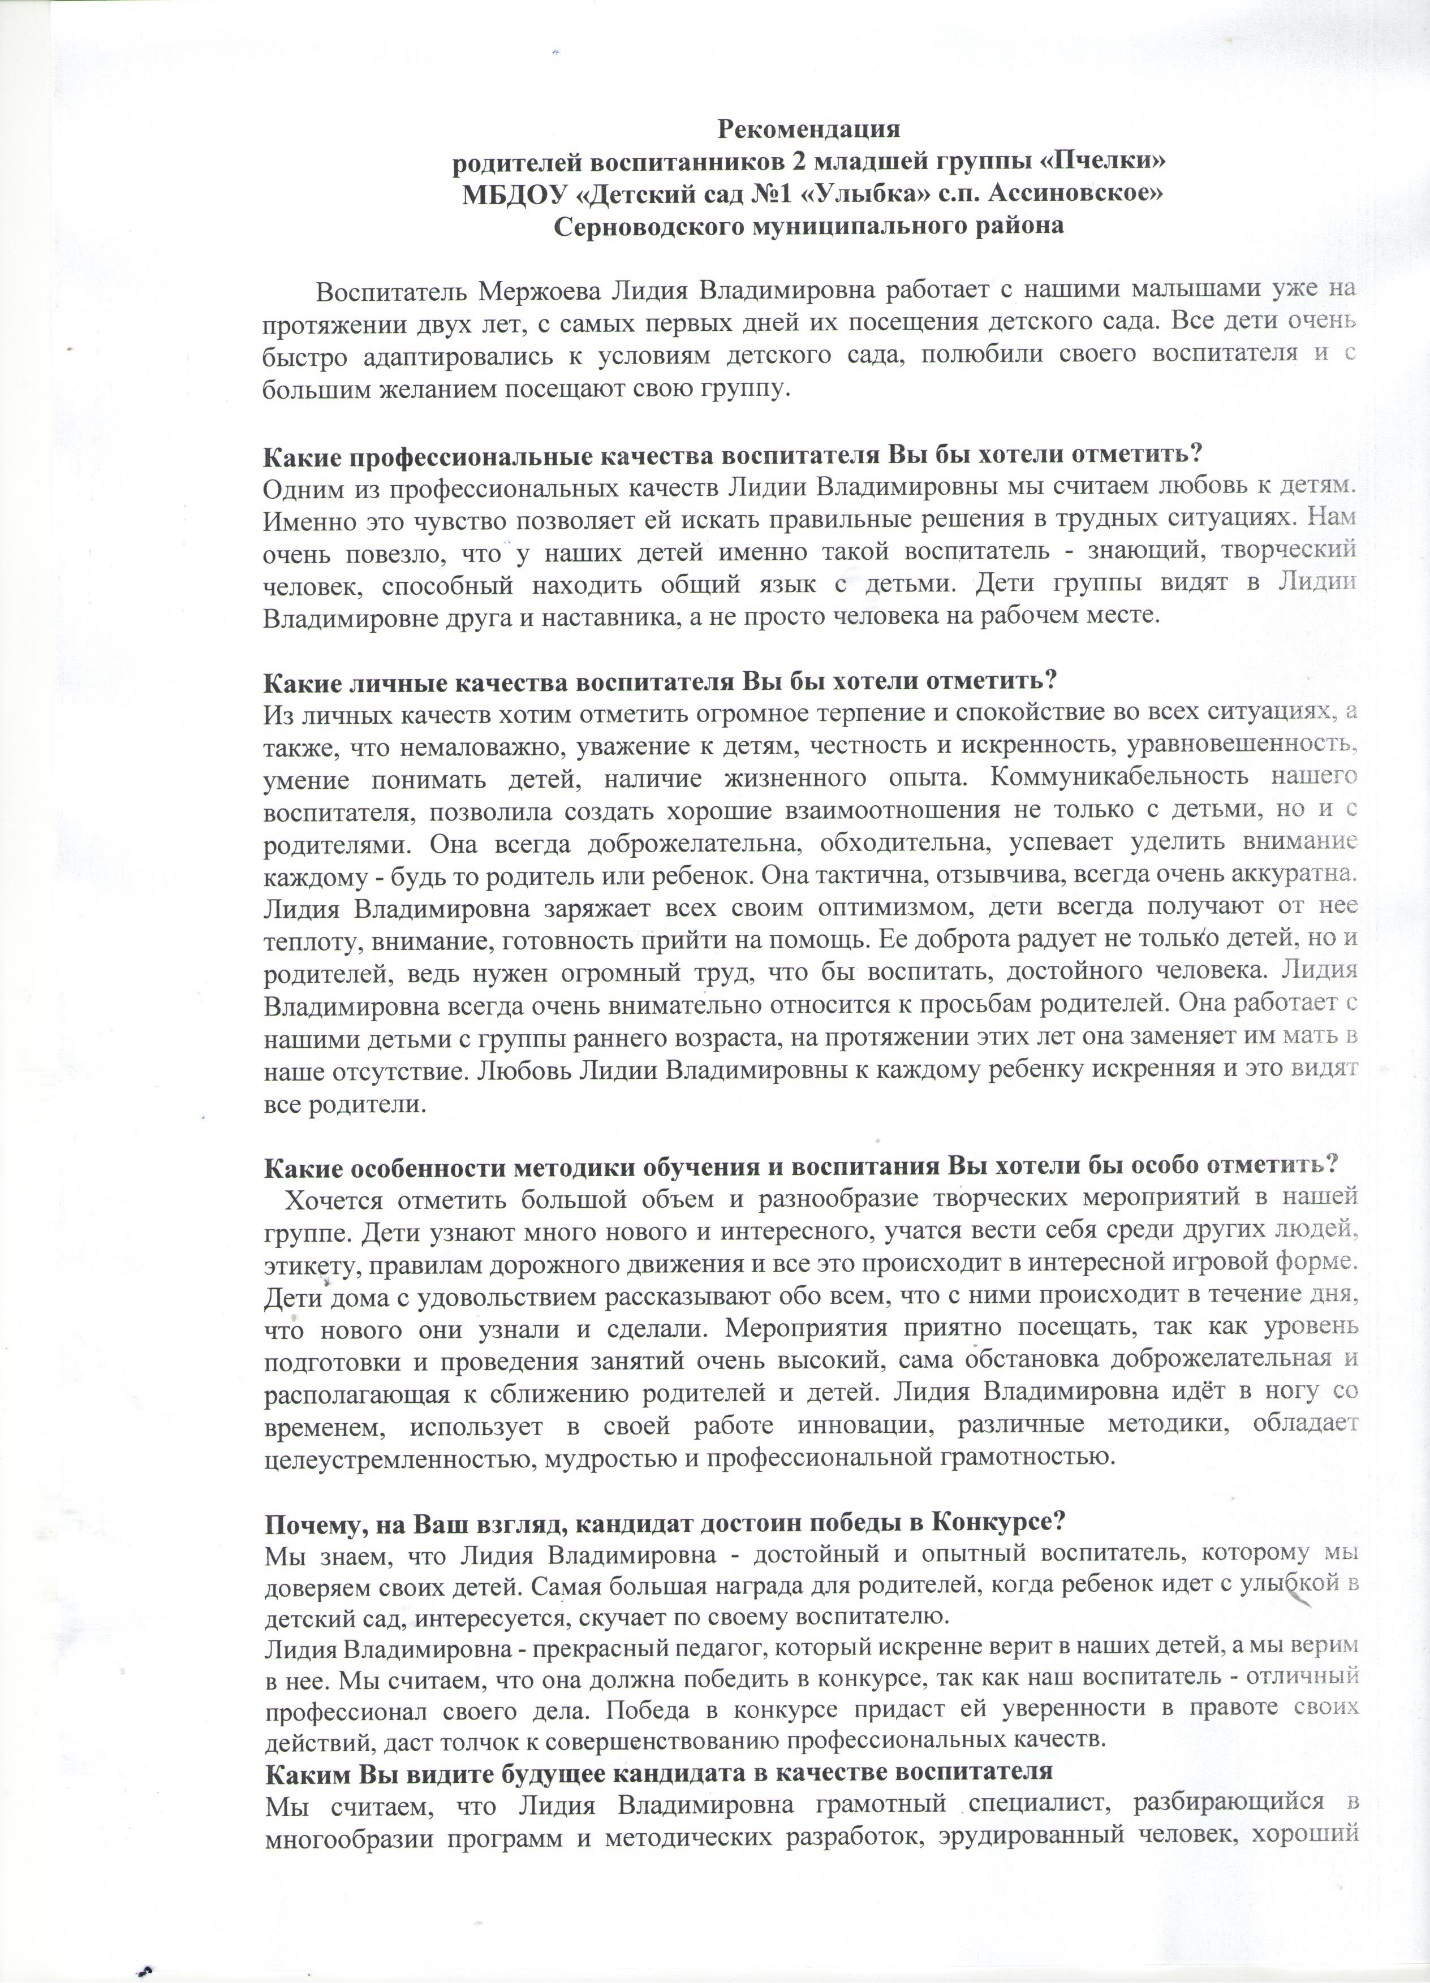 Рекомендация
родителей воспитанников 2 младшей группы «Пчелки»
МБДОУ «Детский сад №1 «Улыбка» с.п. Ассиновское»
Серноводского муниципального района
Воспитатель Мержоева Лидия Владимировна работает с нашими малышами уже на
протяжении двух лет, с самых первых дней их посещения детского сада. Все дети очень
быстро адаптировались к условиям детского сада, полюбили своего воспитателя и с
большим желанием посещают свою группу.
Какие профессиональные качества воспитателя Вы бы хотели отметить?
Одним из профессиональных качеств Лидии Владимировны мы считаем любовь к детям.
Именно это чувство позволяет ей искать правильные решения в трудных ситуациях. Нам
очень повезло, что у наших детей именно такой воспитатель - знающий, творческий
человек, способный находить общий язык с детьми. Дети группы видят в Лидии
Владимировне друга и наставника, а не просто человека на рабочем месте.
Какие личные качества воспитателя Вы бы хотели отметить?
Из личных качеств хотим отметить огромное терпение и спокойствие во всех ситуациях, а
также, что немаловажно, уважение к детям, честность и искренность, уравновешенность,
умение понимать детей, наличие жизненного опыта. Коммуникабельность нашего
воспитателя, позволила создать хорошие взаимоотношения не только с детьми, но и с
родителями. Она всегда доброжелательна, обходительна, успевает уделить внимание
каждому - будь то родитель или ребенок. Она тактична, отзывчива, всегда очень аккуратна.
Лидия Владимировна заряжает всех своим оптимизмом, дети всегда получают от нее
теплоту, внимание, готовность прийти на помощь. Ее доброта радует не только детей, но и
родителей, ведь нужен огромный труд, что бы воспитать, достойного человека. Лидия
Владимировна всегда очень внимательно относится к просьбам родителей. Она работает с
нашими детьми с группы раннего возраста, на протяжении этих лет она заменяет им мать в
наше отсутствие. Любовь Лидии Владимировны к каждому ребенку искренняя и это видят
все родители.
Какие особенности методики обучения и воспитания Вы хотели бы особо отметить?
Хочется отметить большой объем и разнообразие творческих мероприятий в нашей
группе. Дети узнают много нового и интересного, учатся вести себя среди других людей,
этикету, правилам дорожного движения и все это происходит в интересной игровой форме.
Дети дома с удовольствием рассказывают обо всем, что с ними происходит в течение дня,
что нового они узнали и сделали. Мероприятия приятно посещать, так как уровень
подготовки и проведения занятий очень высокий, сама обстановка доброжелательная и
располагающая к сближению родителей и детей. Лидия Владимировна идёт в ногу со
временем, использует в своей работе инновации, различные методики, обладает
целеустремленностью, мудростью и профессиональной грамотностью.
Почему, на Ваш взгляд, кандидат достоин победы в Конкурсе?
Мы знаем, что Лидия Владимировна - достойный и опытный воспитатель, которому мы
доверяем своих детей. Самая большая награда для родителей, когда ребенок идет с улыбкой в
детский сад, интересуется, скучает по своему воспитателю.
Лидия Владимировна - прекрасный педагог, который искренне верит в наших детей, а мы верим
в нее. Мы считаем, что она должна победить в конкурсе, так как наш воспитатель - отличный
профессионал своего дела. Победа в конкурсе придаст ей уверенности в правоте своих
действий, даст толчок к совершенствованию профессиональных качеств.
Каким Вы видите будущее кандидата в качестве воспитателя
Мы считаем, что Лидия Владимировна грамотный специалист, разбирающийся в
многообразии программ и методических разработок, эрудированный человек, хороший